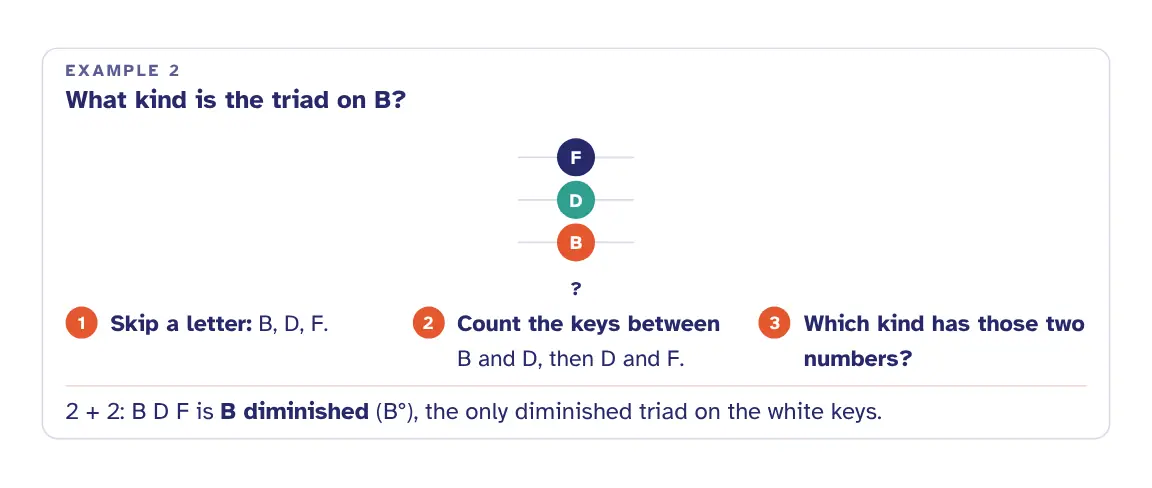 EXAMPLE 2
What kind is the triad on B?
F
D
B
?
1 Skip a letter: B, D, F.
2 Count the keys between
B and D, then D and F.
3 Which kind has those two
numbers?
2 + 2: B D F is B diminished (B°), the only diminished triad on the white keys.